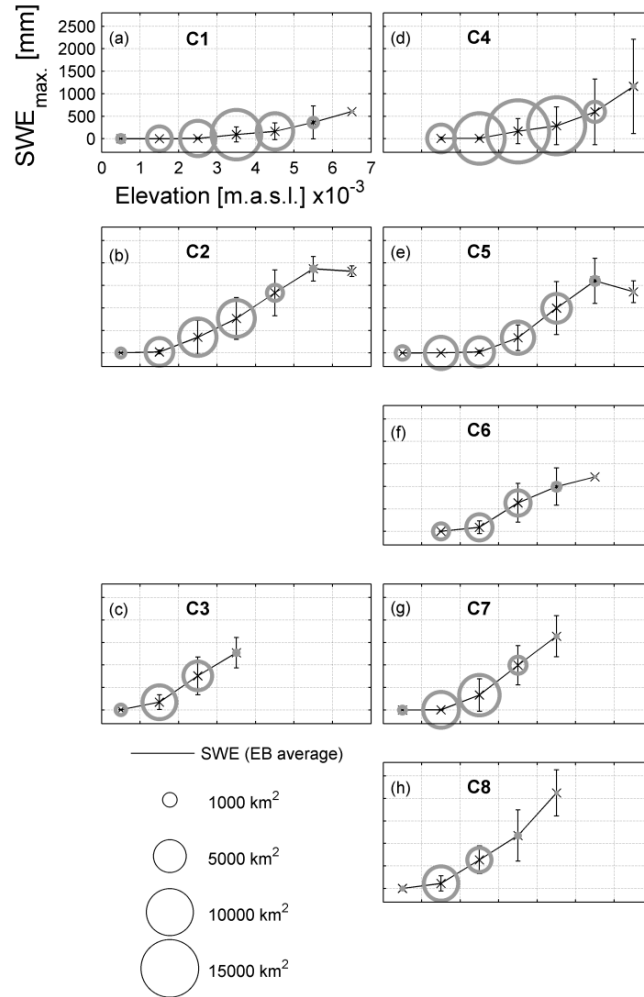 (a) C1
(d) C4
SWE max. [mm]
2500
2000
1500
1000
500
0
0 1 2 3 4 5 6 7
Elevation [m.a.s.l.] x10⁻³
(b) C2
(e) C5
(f) C6
(c) C3
(g) C7
SWE (EB average)
1000 km²
5000 km²
10000 km²
15000 km²
(h) C8